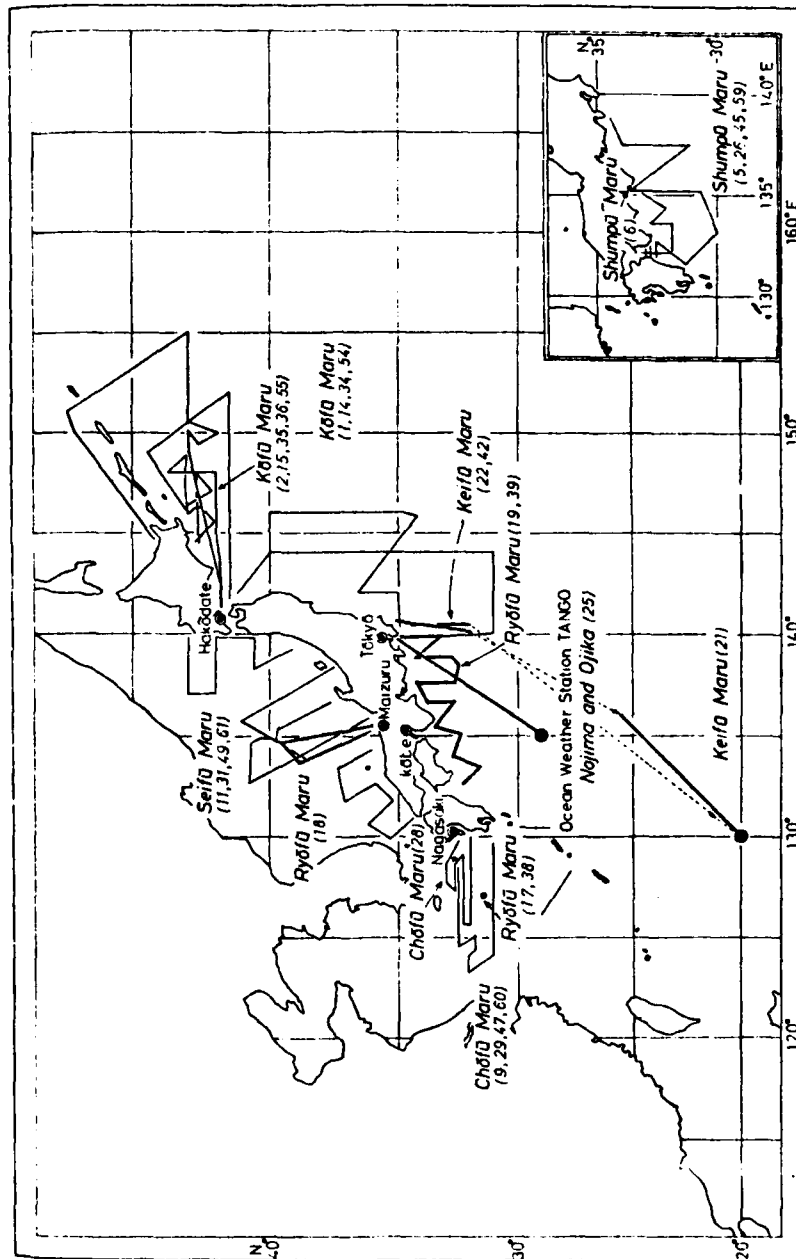 N
40°
30°
20°
120°
130°
140°
150°
160°E
Hakōdate
Kōfū Maru
(2,15,35,36,55)
Kōfū Maru
(1,14,34,54)
Seifū Maru
(11,31,49,61)
Ryōfū Maru
(18)
Maizuru
Tōkyō
kōbe
Nagasaki
Keifū Maru
(22,42)
Ryōfū Maru(19,39)
Chōfū Maru(28)
Ryōfū Maru
(17,38)
Chōfū Maru
(9,29,47,60)
Ocean Weather Station TANGO
Nojima and Ojika (25)
Keifū Maru(21)
N
35
-30
130°
135°
140°E
Shumpū Maru
(6)
Shumpū Maru
(5, 45,59)